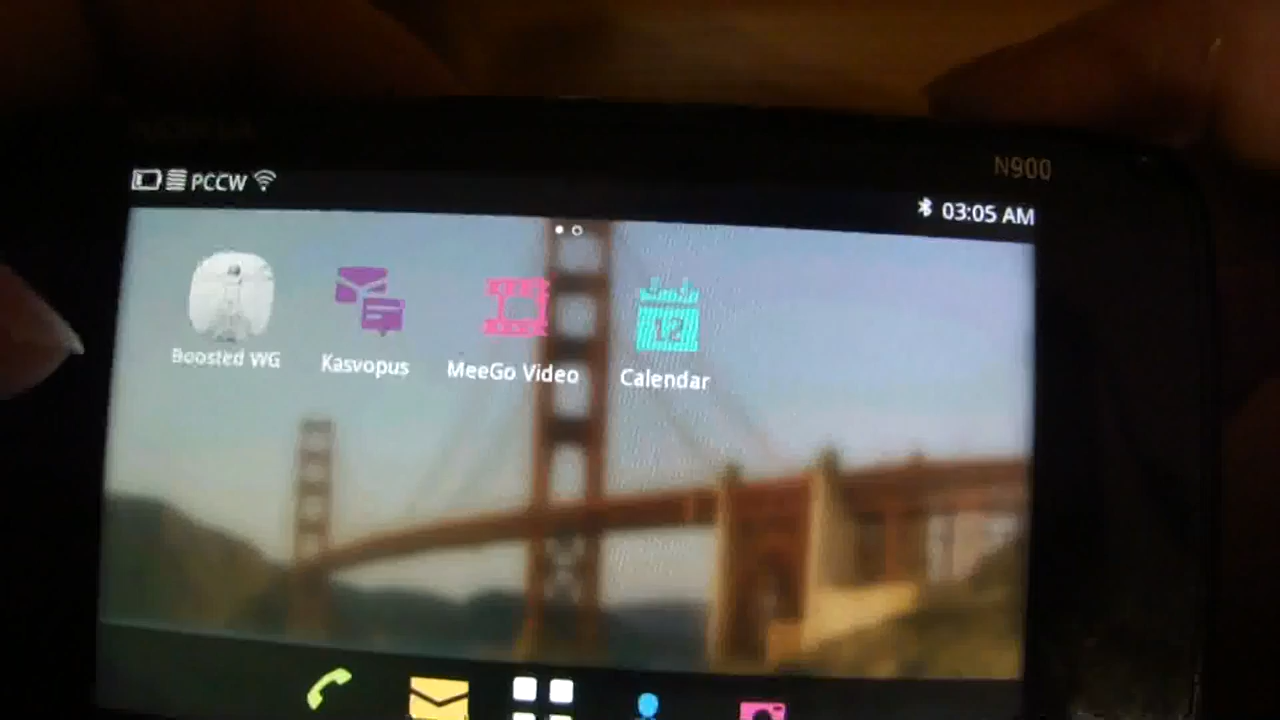 N900
PCCW
03:05 AM
Boosted WG
Kasvopus
MeeGo Video
Calendar
12